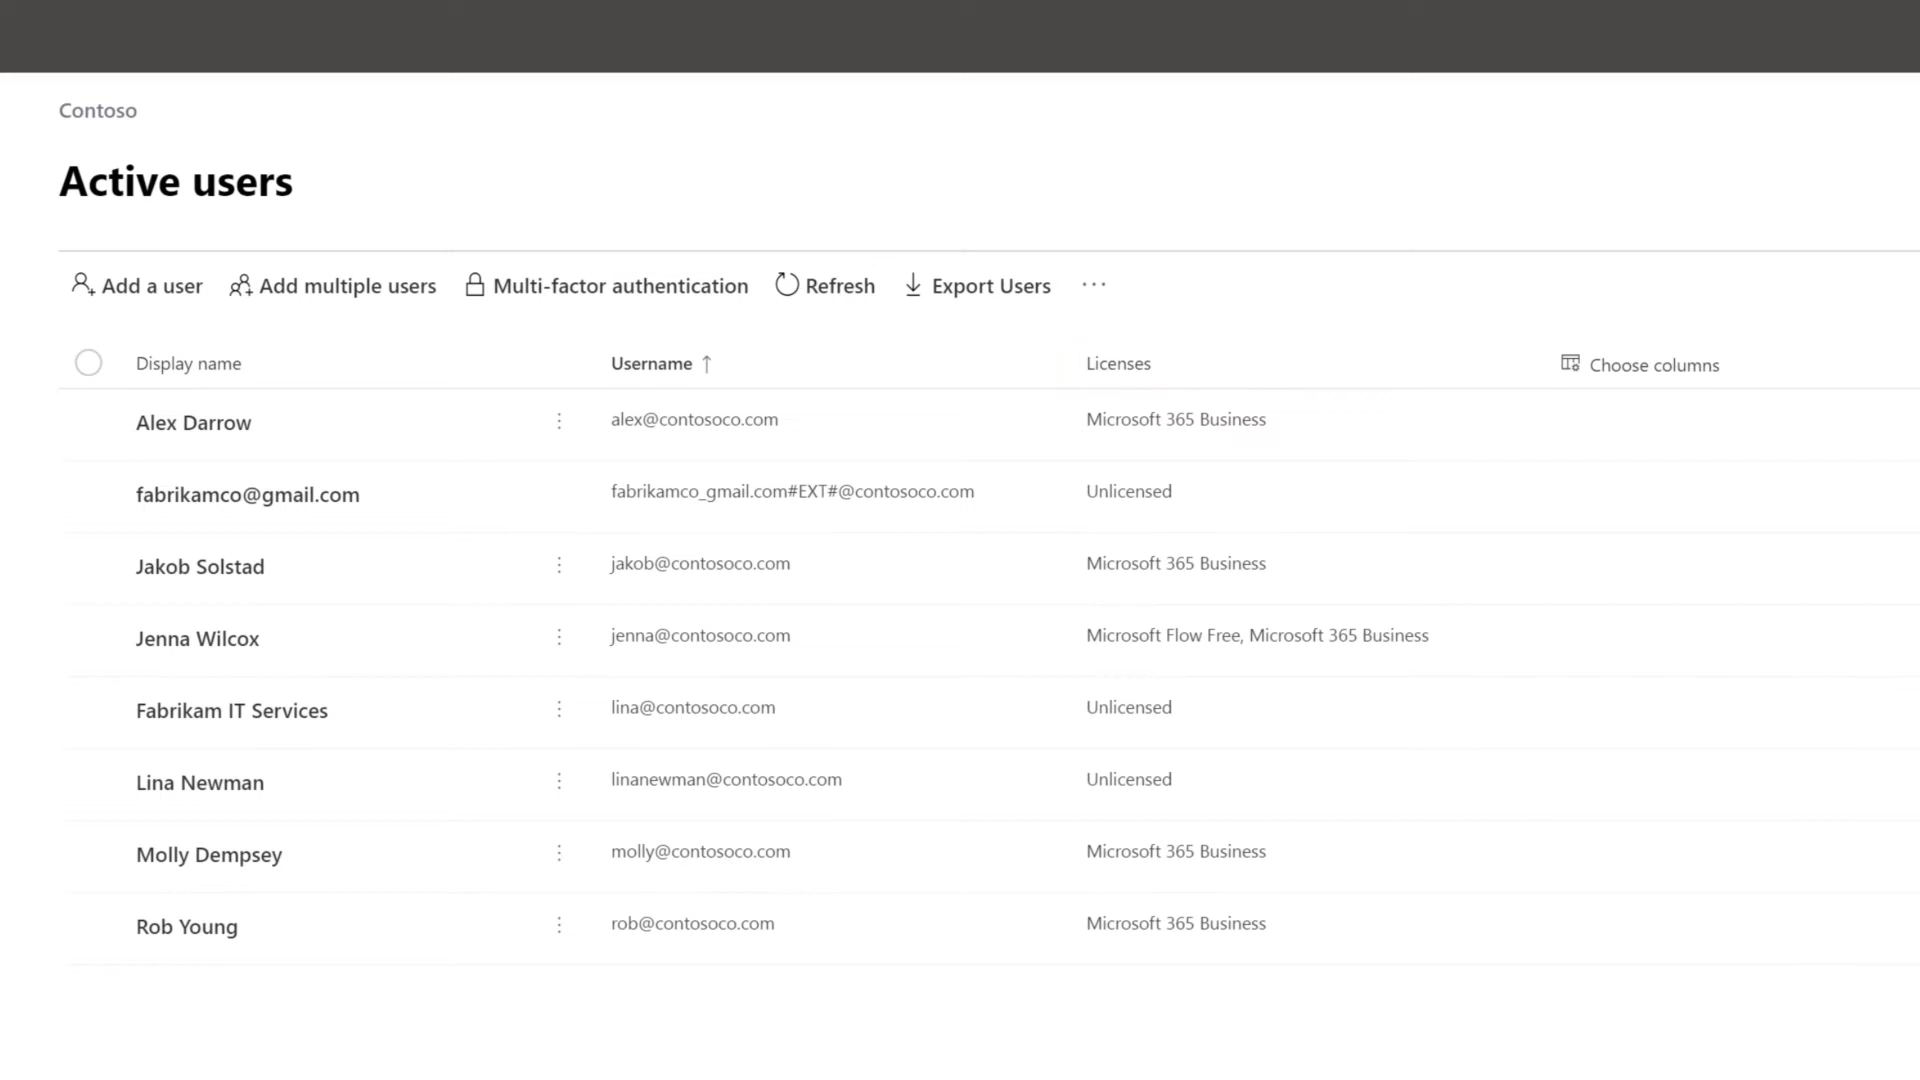 Contoso
Active users
Add a user Add multiple users Multi-factor authentication Refresh Export Users ...
Display name Username ↑ Licenses Choose columns
Alex Darrow alex@contosoco.com Microsoft 365 Business
fabrikamco@gmail.com fabrikamco_gmail.com#EXT#@contosoco.com Unlicensed
Jakob Solstad jakob@contosoco.com Microsoft 365 Business
Jenna Wilcox jenna@contosoco.com Microsoft Flow Free, Microsoft 365 Business
Fabrikam IT Services lina@contosoco.com Unlicensed
Lina Newman linanewman@contosoco.com Unlicensed
Molly Dempsey molly@contosoco.com Microsoft 365 Business
Rob Young rob@contosoco.com Microsoft 365 Business